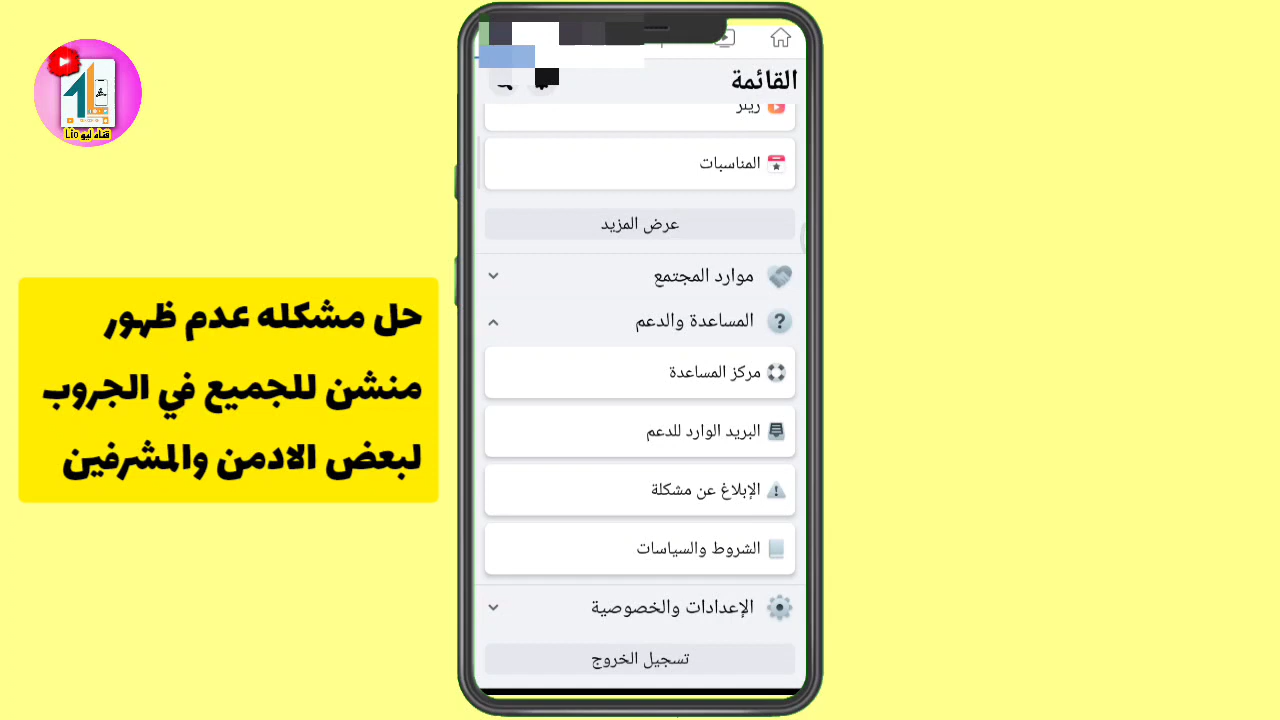 قناه ليو Lio
القائمة
ريلز
المناسبات
عرض المزيد
موارد المجتمع
المساعدة والدعم
مركز المساعدة
البريد الوارد للدعم
الإبلاغ عن مشكلة
الشروط والسياسات
الإعدادات والخصوصية
تسجيل الخروج
حل مشكله عدم ظهور
منشن للجميع في الجروب
لبعض الادمن والمشرفين